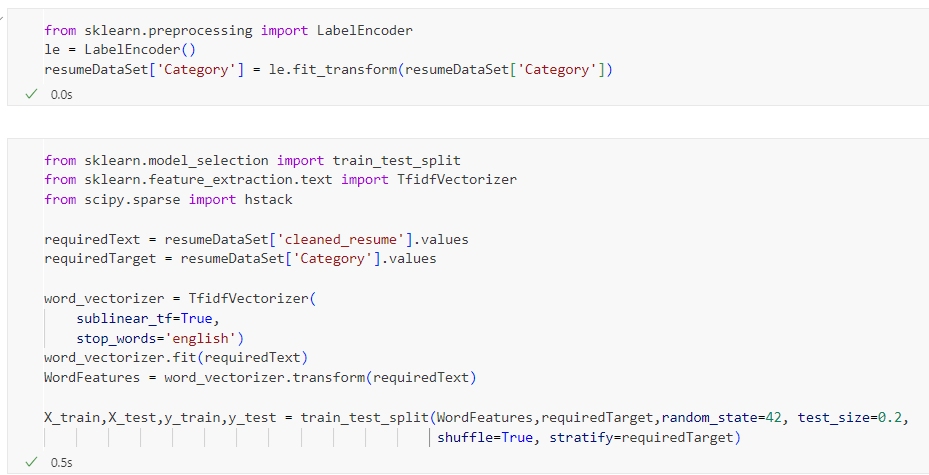 from sklearn.preprocessing import LabelEncoder
le = LabelEncoder()
resumeDataSet['Category'] = le.fit_transform(resumeDataSet['Category'])
✓ 0.0s
from sklearn.model_selection import train_test_split
from sklearn.feature_extraction.text import TfidfVectorizer
from scipy.sparse import hstack
requiredText = resumeDataSet['cleaned_resume'].values
requiredTarget = resumeDataSet['Category'].values
word_vectorizer = TfidfVectorizer(
    sublinear_tf=True,
    stop_words='english')
word_vectorizer.fit(requiredText)
WordFeatures = word_vectorizer.transform(requiredText)
X_train,X_test,y_train,y_test = train_test_split(WordFeatures,requiredTarget,random_state=42, test_size=0.2,
                                                 shuffle=True, stratify=requiredTarget)
✓ 0.5s